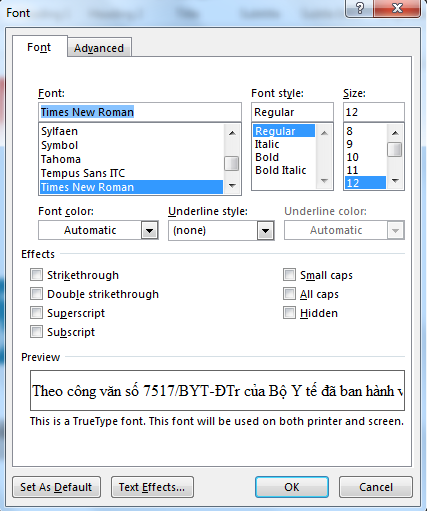 Font
Font
Advanced
Font:
Font style:
Size:
Times New Roman
Regular
12
Sylfaen
Symbol
Tahoma
Tempus Sans ITC
Times New Roman
Regular
Italic
Bold
Bold Italic
8
9
10
11
12
Font color:
Underline style:
Underline color:
Automatic
(none)
Automatic
Effects
Strikethrough
Double strikethrough
Superscript
Subscript
Small caps
All caps
Hidden
Preview
Theo công văn số 7517/BYT-ĐTr của Bộ Y tế đã ban hành v
This is a TrueType font. This font will be used on both printer and screen.
Set As Default
Text Effects...
OK
Cancel